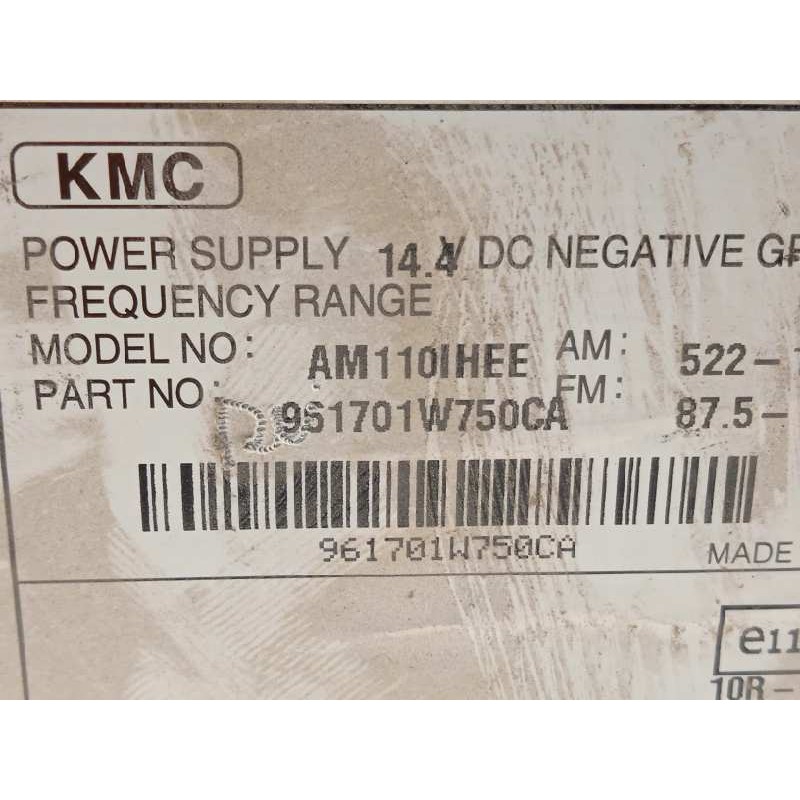 KMC
POWER SUPPLY 14.4V DC NEGATIVE
FREQUENCY RANGE
MODEL NO: AM110IHEE AM: 522-
PART NO: 961701W750CA FM: 87.5-
961701W750CA
MADE
e11
10R-